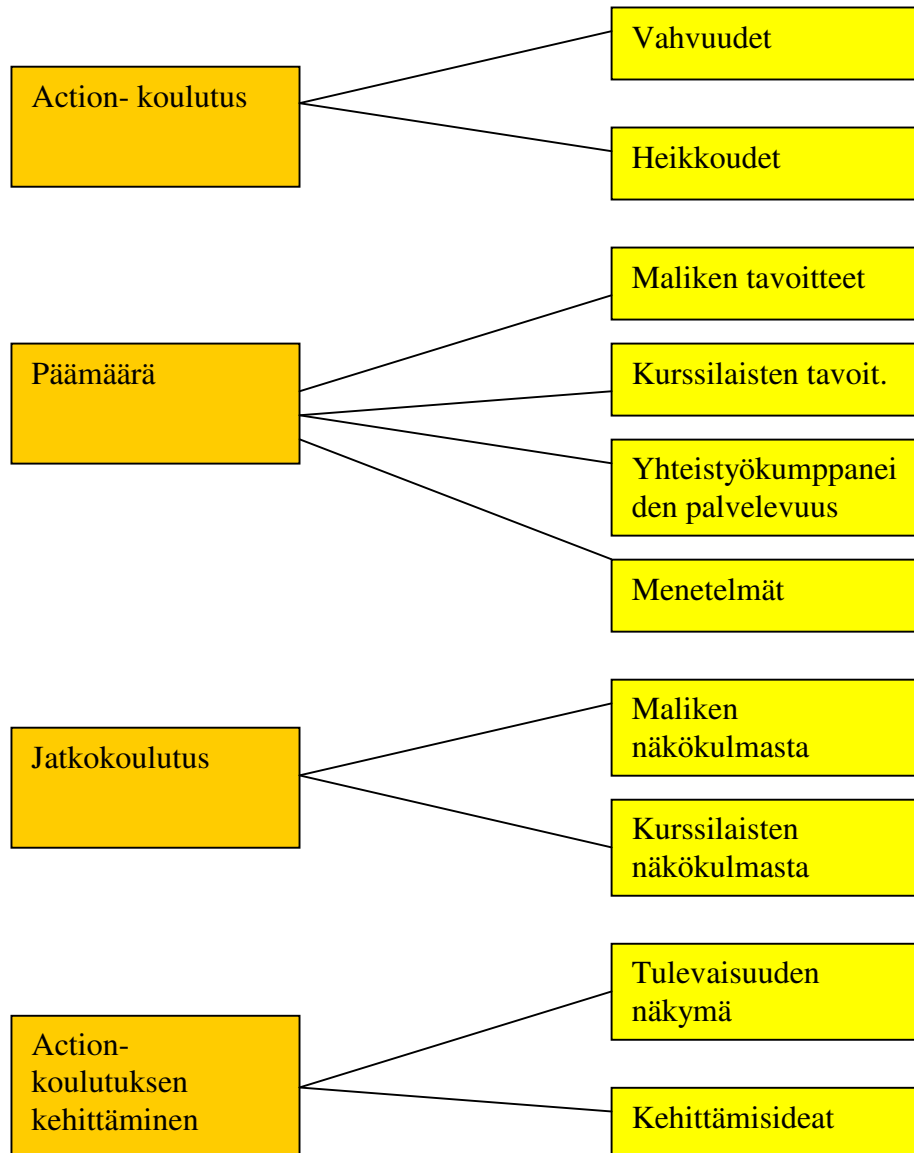 Action- koulutus
Vahvuudet
Heikkoudet
Päämäärä
Maliken tavoitteet
Kurssilaisten tavoit.
Yhteistyökumppanei
den palvelevuus
Menetelmät
Jatkokoulutus
Maliken
näkökulmasta
Kurssilaisten
näkökulmasta
Action-
koulutuksen
kehittäminen
Tulevaisuuden
näkymä
Kehittämisideat